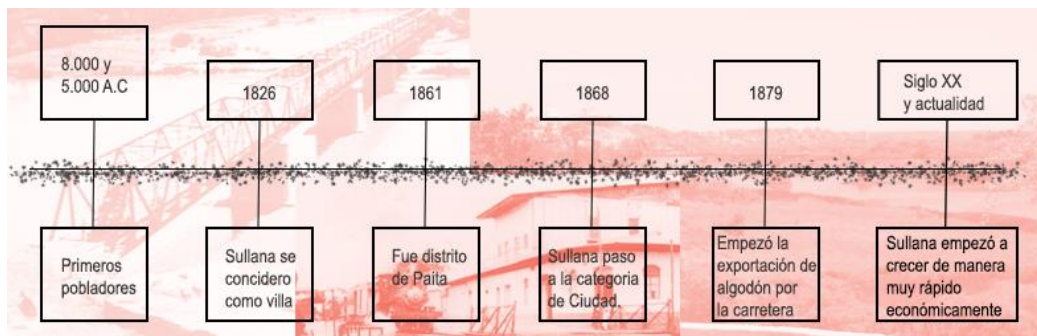 8.000 y
5.000 A.C
1826
1861
1868
1879
Siglo XX
y actualidad
Primeros
pobladores
Sullana se
concidero
como villa
Fue distrito
de Paita
Sullana paso
a la categoria
de Ciudad.
Empezó la
exportación de
algodón por
la carretera
Sullana empezó a
crecer de manera
muy rápido
económicamente